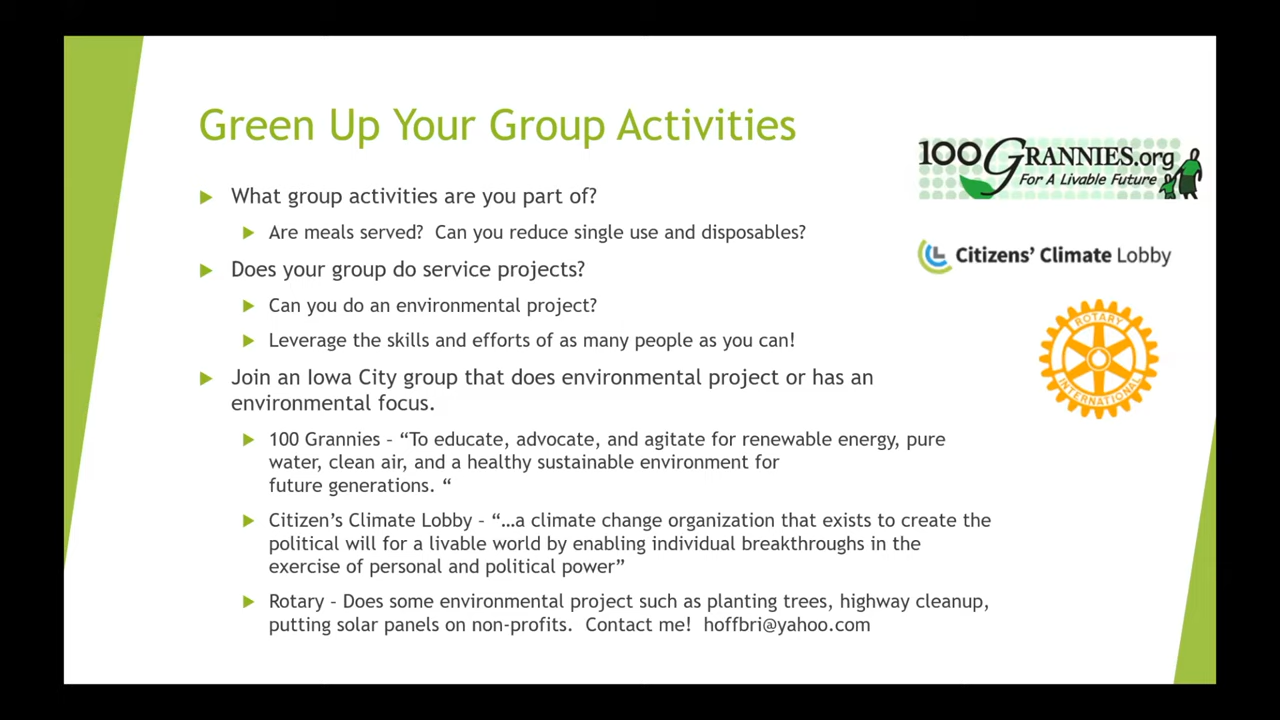 Green Up Your Group Activities
What group activities are you part of?
Are meals served?  Can you reduce single use and disposables?
Does your group do service projects?
Can you do an environmental project?
Leverage the skills and efforts of as many people as you can!
Join an Iowa City group that does environmental project or has an
environmental focus.
100 Grannies – “To educate, advocate, and agitate for renewable energy, pure
water, clean air, and a healthy sustainable environment for
future generations. “
Citizen’s Climate Lobby – “…a climate change organization that exists to create the
political will for a livable world by enabling individual breakthroughs in the
exercise of personal and political power”
Rotary – Does some environmental project such as planting trees, highway cleanup,
putting solar panels on non-profits.  Contact me!  hoffbri@yahoo.com
100GRANNIES.org
For A Livable Future
Citizens’ Climate Lobby
ROTARY
INTERNATIONAL